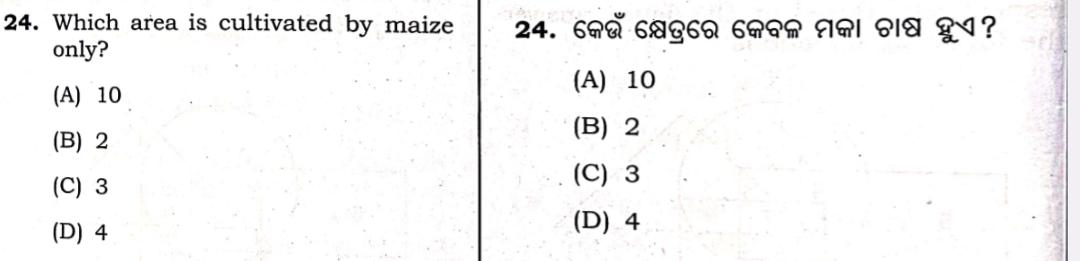 24. Which area is cultivated by maize
only?
(A) 10
(B) 2
(C) 3
(D) 4
24. କେଉଁ କ୍ଷେତ୍ରରେ କେବଳ ମକା ଚାଷ ହୁଏ ?
(A) 10
(B) 2
(C) 3
(D) 4